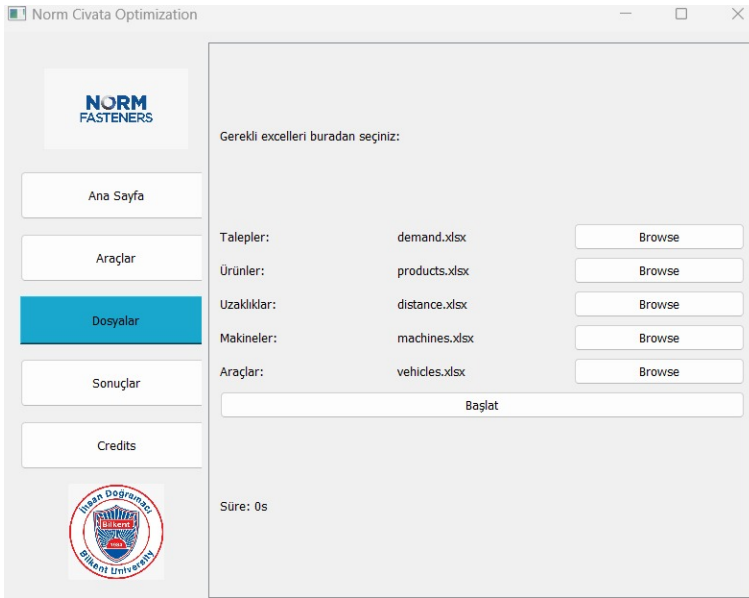 Norm Civata Optimization
NORM
FASTENERS
Ana Sayfa
Araçlar
Dosyalar
Sonuçlar
Credits
İhsan Doğramacı
Bilkent
Bilkent University
Gerekli excelleri buradan seçiniz:
Talepler: demand.xlsx Browse
Ürünler: products.xlsx Browse
Uzaklıklar: distance.xlsx Browse
Makineler: machines.xlsx Browse
Araçlar: vehicles.xlsx Browse
Başlat
Süre: 0s